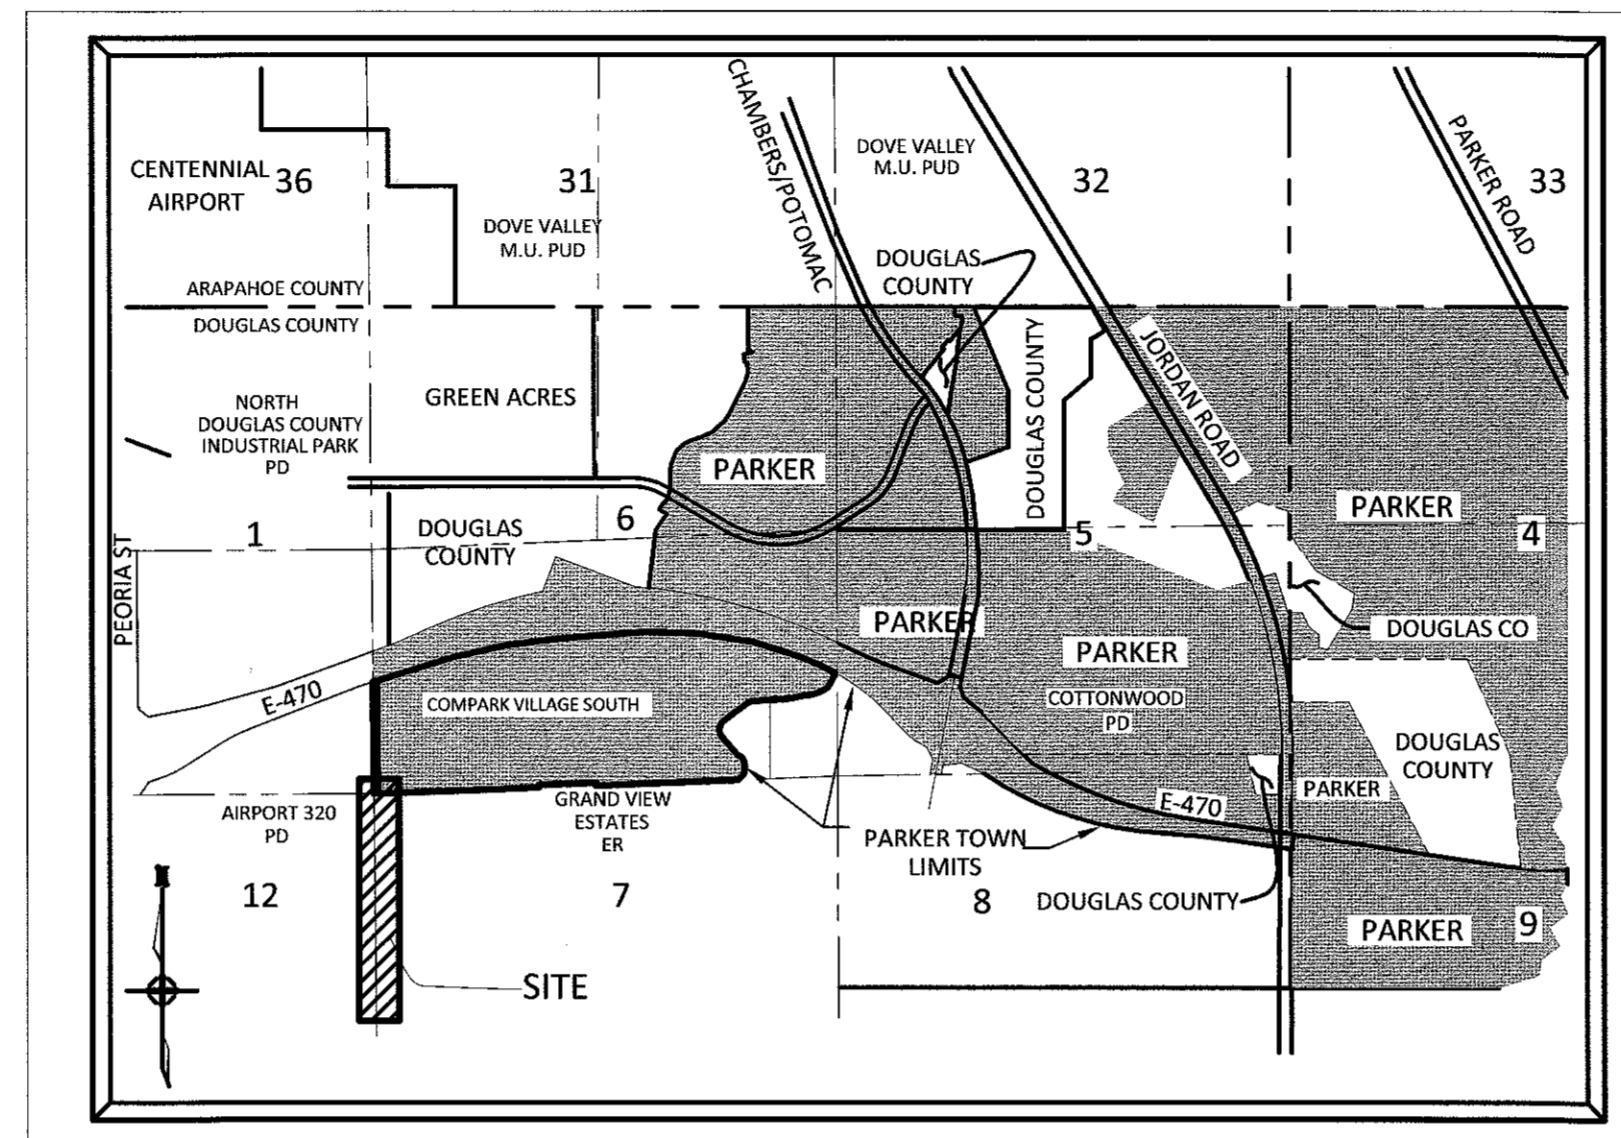 CHAMBERS/POTOMAC
PARKER ROAD
DOVE VALLEY
M.U. PUD
CENTENNIAL
AIRPORT
36
31
32
33
DOVE VALLEY
M.U. PUD
DOUGLAS
COUNTY
ARAPAHOE COUNTY
DOUGLAS COUNTY
DOUGLAS COUNTY
JORDAN ROAD
GREEN ACRES
NORTH
DOUGLAS COUNTY
INDUSTRIAL PARK
PD
PARKER
PARKER
1
DOUGLAS
COUNTY
6
5
4
PEORIA ST
PARKER
DOUGLAS CO
PARKER
E-470
COMPARK VILLAGE SOUTH
COTTONWOOD
PD
DOUGLAS
COUNTY
PARKER
E-470
AIRPORT 320
PD
GRAND VIEW
ESTATES
ER
PARKER TOWN
LIMITS
12
7
8
DOUGLAS COUNTY
PARKER
9
N
SITE